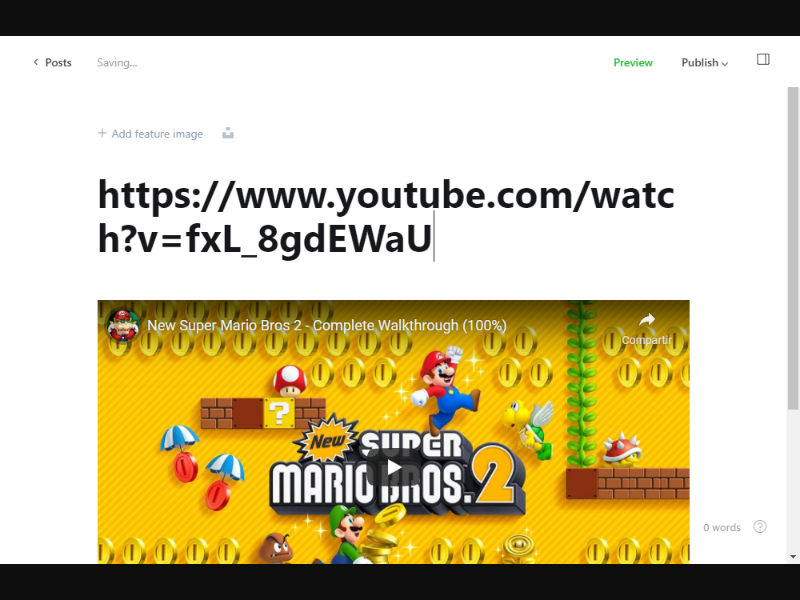 Posts
Saving...
Preview
Publish
+ Add feature image
https://www.youtube.com/watc
h?v=fxL_8gdEWaU
New Super Mario Bros 2 - Complete Walkthrough (100%)
Compartir
?
New SUPER
MARIO BROS. 2
0 words
?